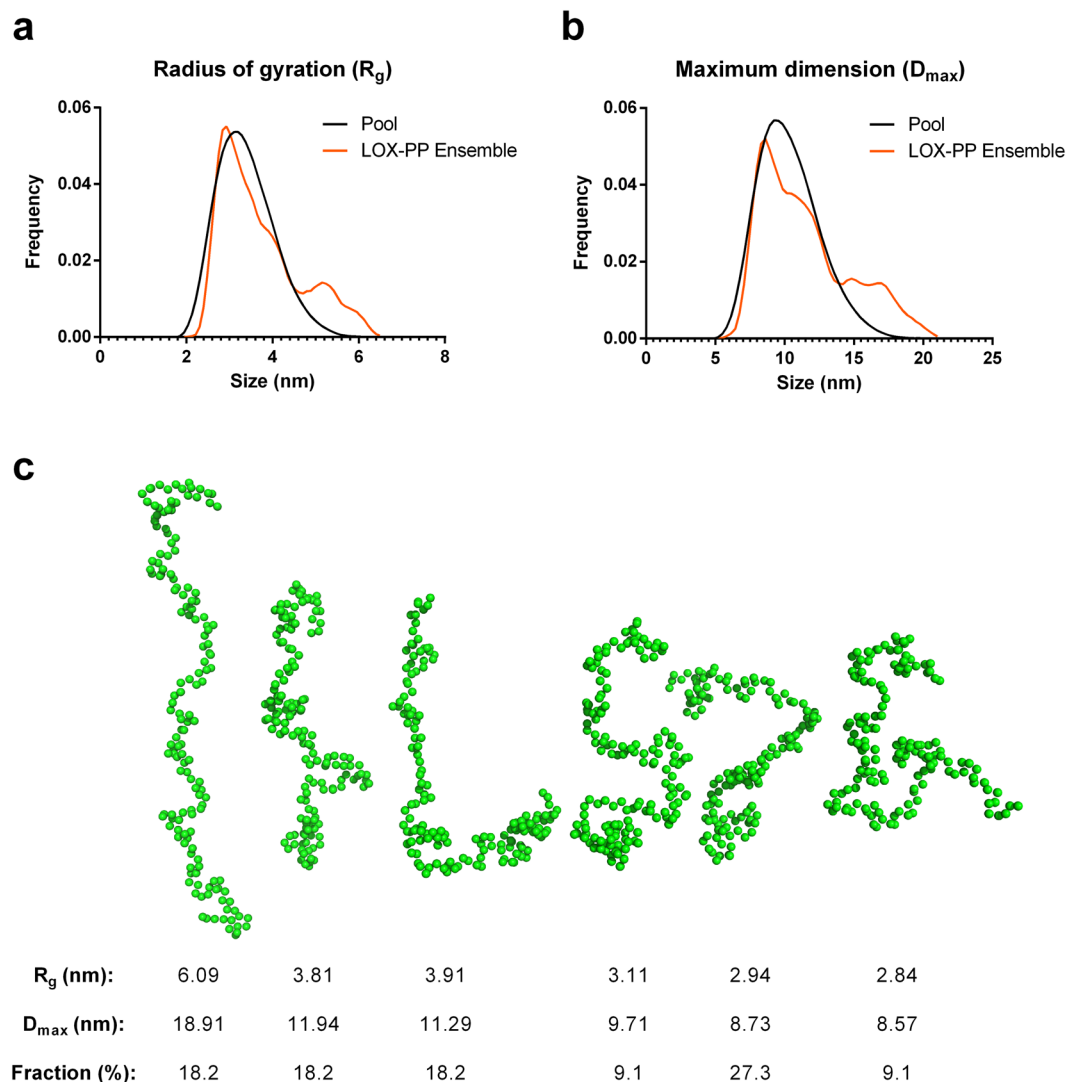 a
Radius of gyration (Rg)
0.06
0.04
0.02
0.00
Frequency
0 2 4 6 8
Size (nm)
Pool
LOX-PP Ensemble
b
Maximum dimension (Dmax)
0.06
0.04
0.02
0.00
Frequency
0 5 10 15 20 25
Size (nm)
Pool
LOX-PP Ensemble
c
Rg (nm): 6.09 3.81 3.91 3.11 2.94 2.84
Dmax (nm): 18.91 11.94 11.29 9.71 8.73 8.57
Fraction (%): 18.2 18.2 18.2 9.1 27.3 9.1